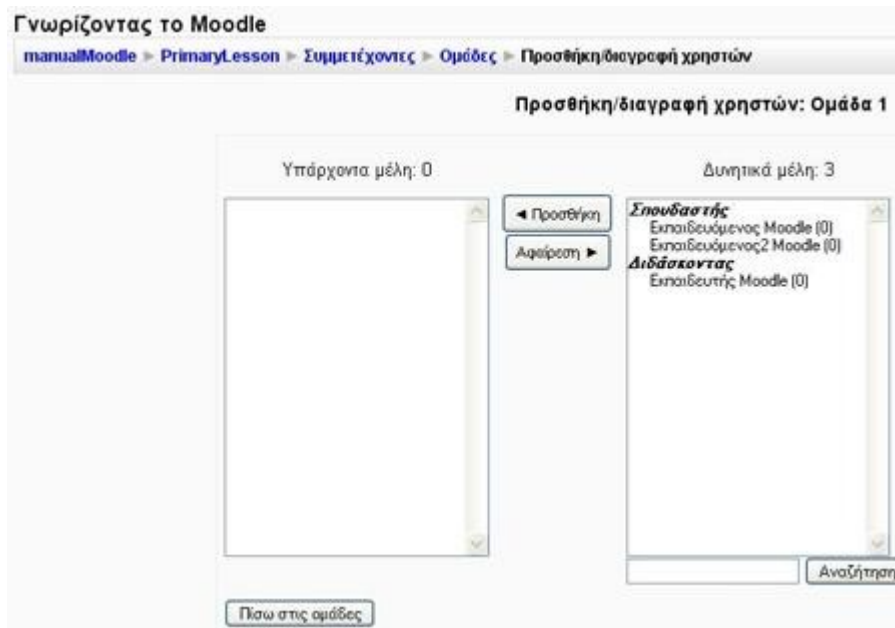 Γνωρίζοντας το Moodle
manualMoodle ► PrimaryLesson ► Συμμετέχοντες ► Ομάδες ► Προσθήκη/διαγραφή χρηστών
Προσθήκη/διαγραφή χρηστών: Ομάδα 1
Υπάρχοντα μέλη: 0
Δυνητικά μέλη: 3
◄ Προσθήκη
Αφαίρεση ►
Σπουδαστής
Εκπαιδευόμενος Moodle (0)
Εκπαιδευόμενος2 Moodle (0)
Διδάσκοντας
Εκπαιδευτής Moodle (0)
Αναζήτηση
Πίσω στις ομάδες